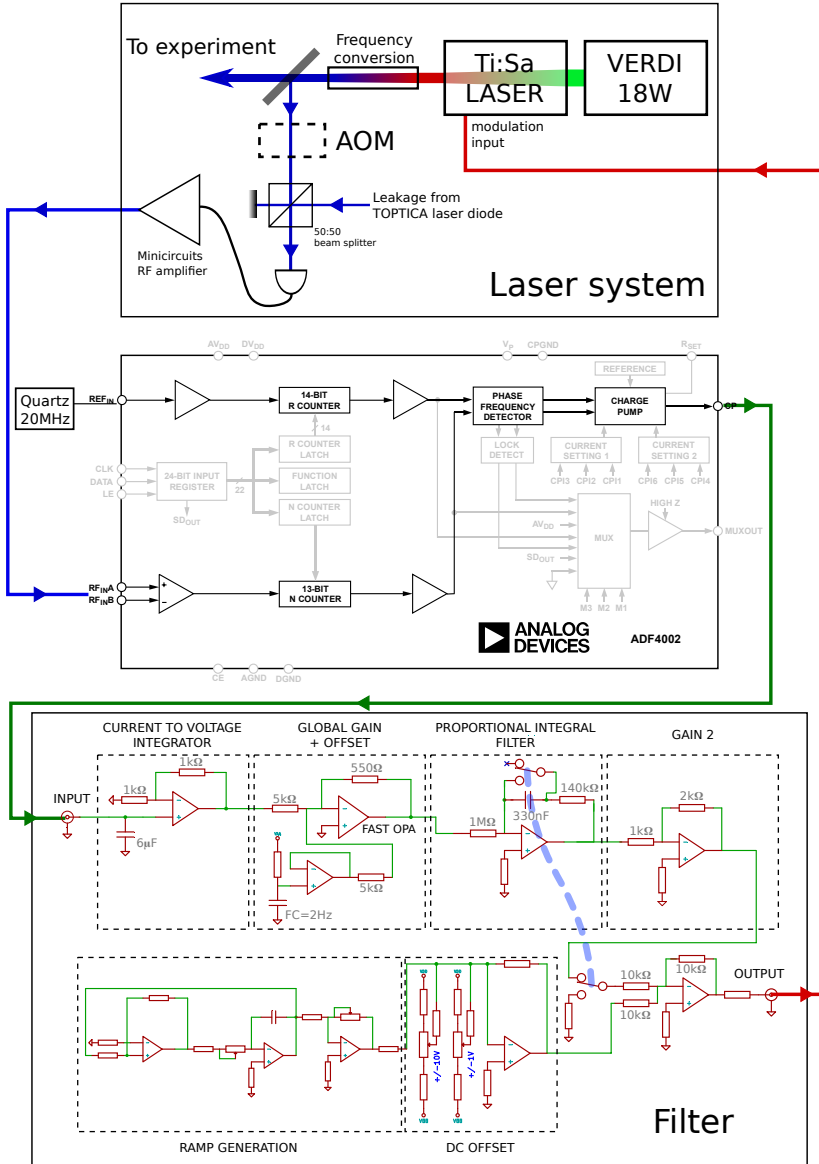 To experiment
Frequency
conversion
Ti:Sa
LASER
VERDI
18W
modulation
input
AOM
Leakage from
TOPTICA laser diode
50:50
beam splitter
Minicircuits
RF amplifier
Laser system
AVDD
DVDD
VP
CPGND
RSET
REFERENCE
Quartz
20MHz
REFIN
14-BIT
R COUNTER
PHASE
FREQUENCY
DETECTOR
CHARGE
PUMP
CP
14
R COUNTER
LATCH
LOCK
DETECT
CURRENT
SETTING 1
CURRENT
SETTING 2
CLK
DATA
LE
24-BIT INPUT
REGISTER
22
FUNCTION
LATCH
CPI3 CPI2 CPI1
CPI6 CPI5 CPI4
SDOUT
N COUNTER
LATCH
HIGH Z
AVDD
MUX
MUXOUT
SDOUT
RFINA
RFINB
+
−
13-BIT
N COUNTER
M3 M2 M1
ANALOG
DEVICES
ADF4002
CE
AGND
DGND
CURRENT TO VOLTAGE
INTEGRATOR
GLOBAL GAIN
+ OFFSET
PROPORTIONAL INTEGRAL
FILTER
GAIN 2
1kΩ
550Ω
140kΩ
2kΩ
INPUT
1kΩ
5kΩ
330nF
1MΩ
1kΩ
FAST OPA
6μF
5kΩ
FC=2Hz
10kΩ
10kΩ
OUTPUT
10kΩ
+/-10V
+/-1V
RAMP GENERATION
DC OFFSET
Filter